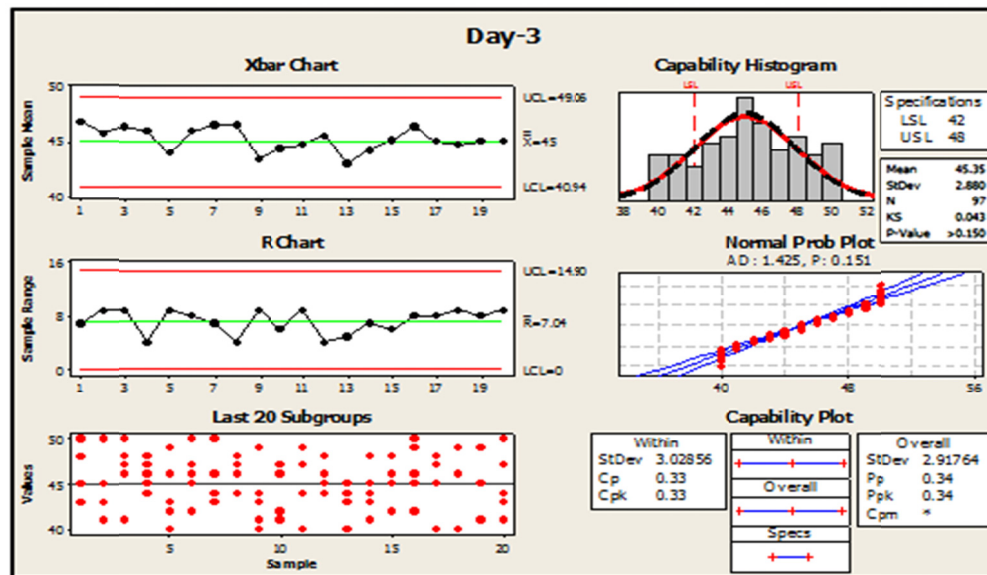 Day-3
Xbar Chart
Sample Mean
50
45
40
UCL=49.06
X̿=45
LCL=40.94
1 3 5 7 9 11 13 15 17 19
Capability Histogram
LSL USL
38 40 42 44 46 48 50 52
Specifications
LSL 42
USL 48
Mean 45.35
StDev 2.880
N 97
KS 0.043
P-Value >0.150
R Chart
Sample Range
16
8
0
UCL=14.90
R̅=7.04
LCL=0
1 3 5 7 9 11 13 15 17 19
Normal Prob Plot
AD: 1.425, P: 0.151
40 48 56
Last 20 Subgroups
Values
50
45
40
5 10 15 20
Sample
Capability Plot
Within
StDev 3.02856
Cp 0.33
Cpk 0.33
Within
Overall
Specs
Overall
StDev 2.91764
Pp 0.34
Ppk 0.34
Cpm *